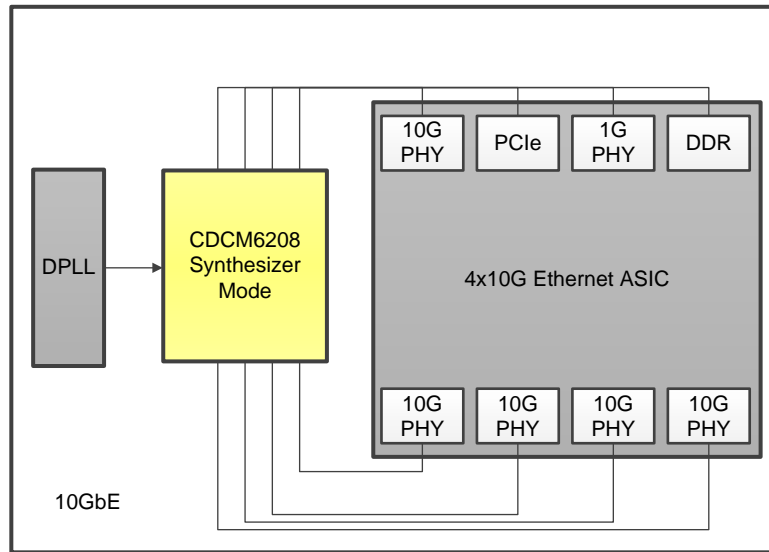 10G
PHY
PCIe
1G
PHY
DDR
DPLL
CDCM6208
Synthesizer
Mode
4x10G Ethernet ASIC
10G
PHY
10G
PHY
10G
PHY
10G
PHY
10GbE